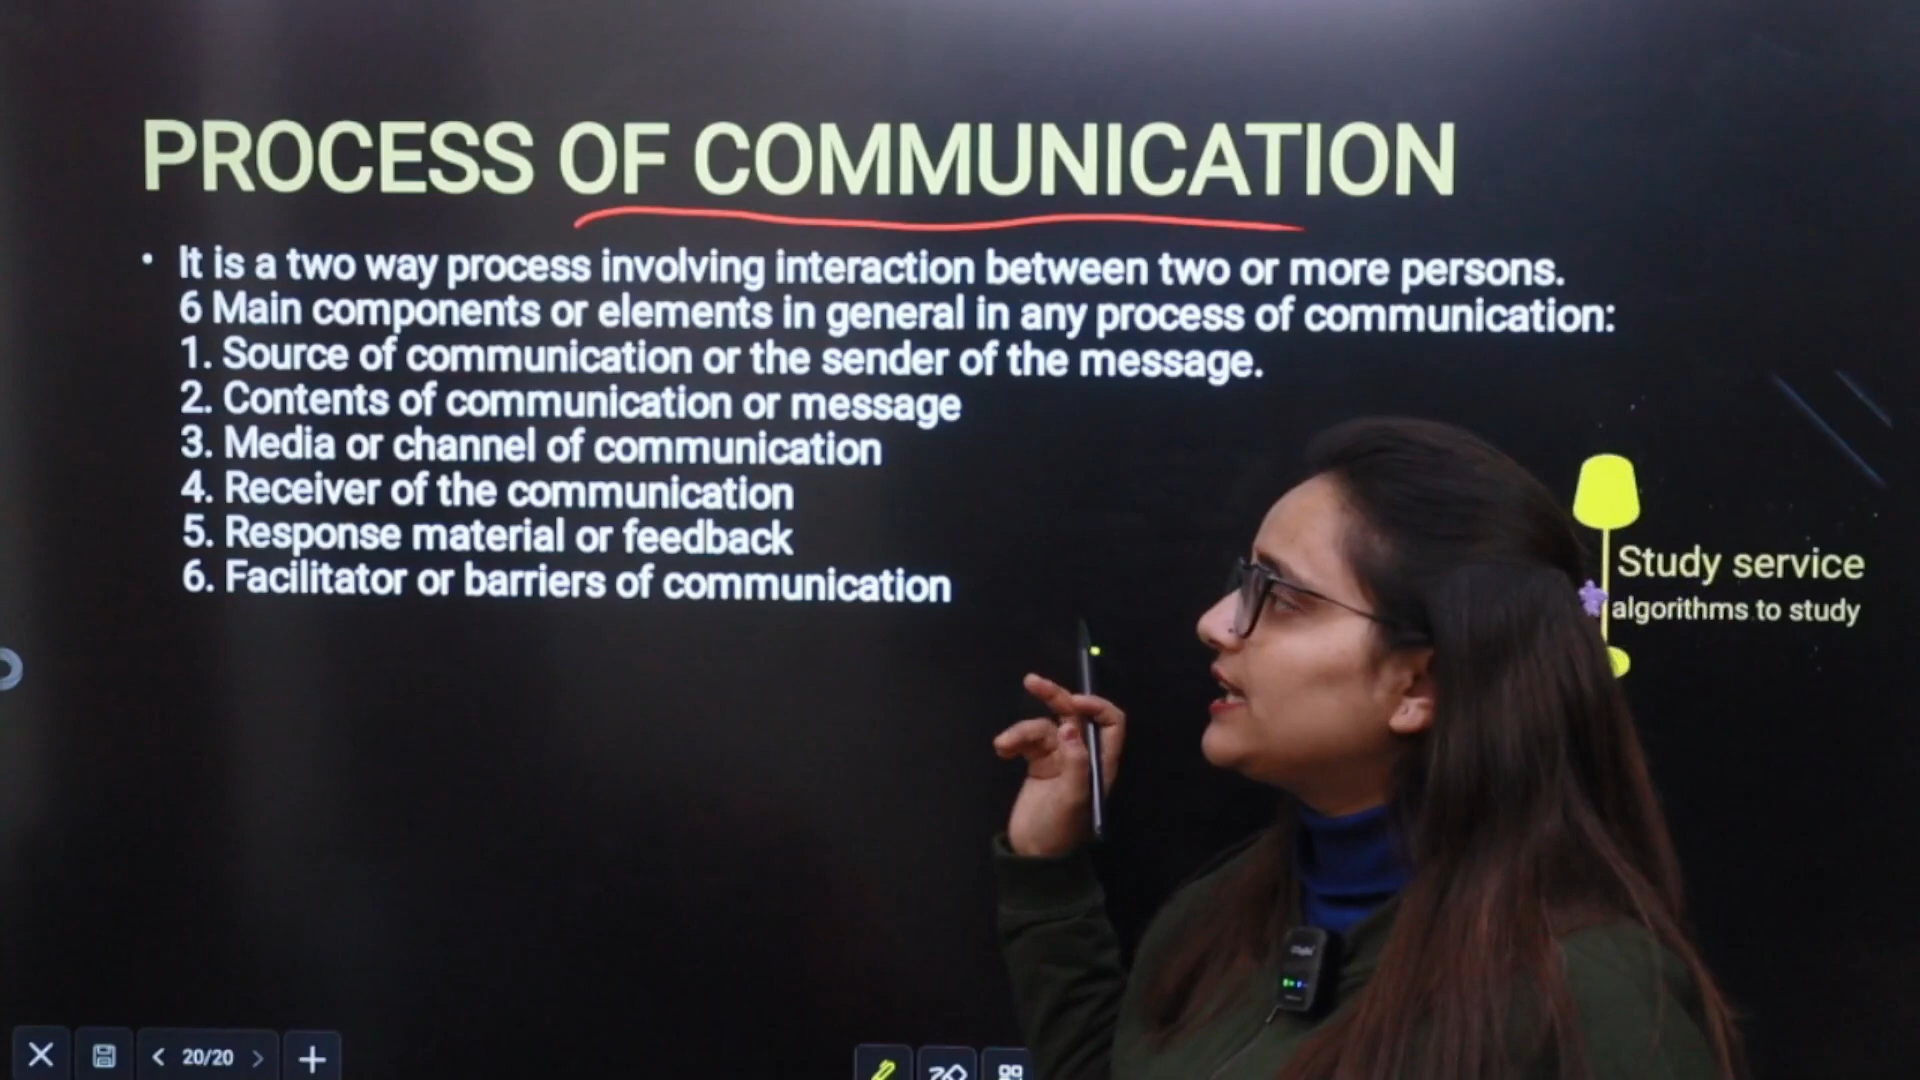 PROCESS OF COMMUNICATION
• It is a two way process involving interaction between two or more persons.
6 Main components or elements in general in any process of communication:
1. Source of communication or the sender of the message.
2. Contents of communication or message
3. Media or channel of communication
4. Receiver of the communication
5. Response material or feedback
6. Facilitator or barriers of communication
Study service
algorithms to study
20/20